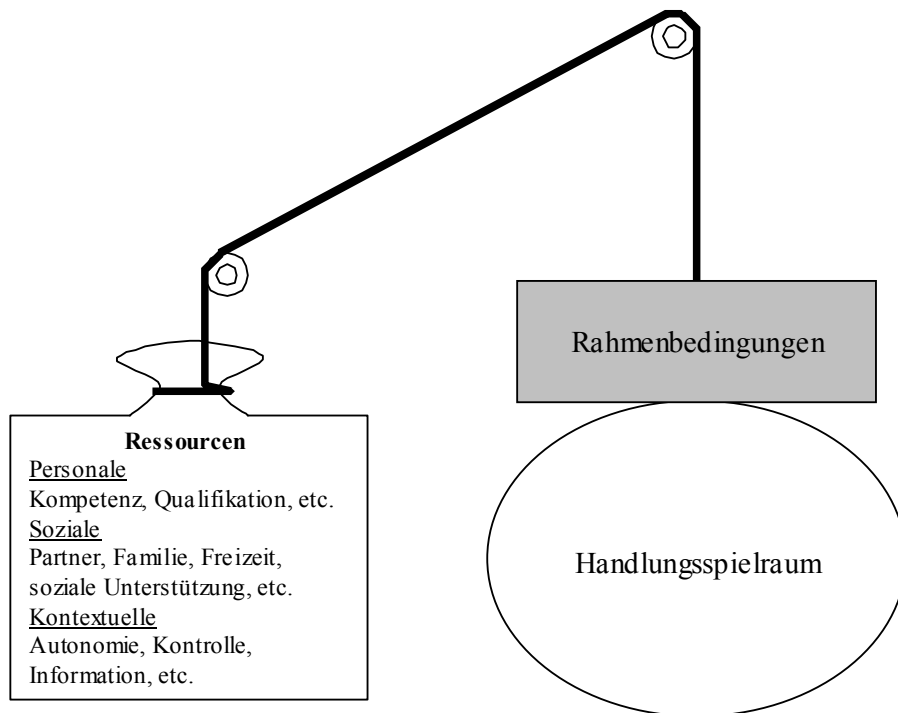 Rahmenbedingungen
Ressourcen
Personale
Kompetenz, Qualifikation, etc.
Soziale
Partner, Familie, Freizeit,
soziale Unterstützung, etc.
Kontextuelle
Autonomie, Kontrolle,
Information, etc.
Handlungsspielraum